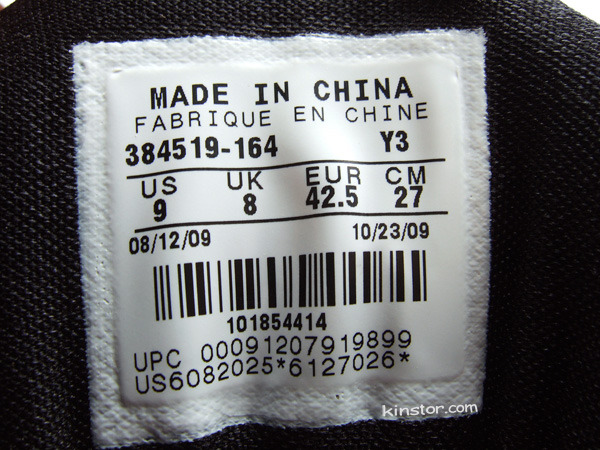 MADE IN CHINA
FABRIQUE EN CHINE
384519-164 Y3
US UK EUR CM
9 8 42.5 27
08/12/09 10/23/09
101854414
UPC 00091207919899
US6082025*6127026*
kinstor.com